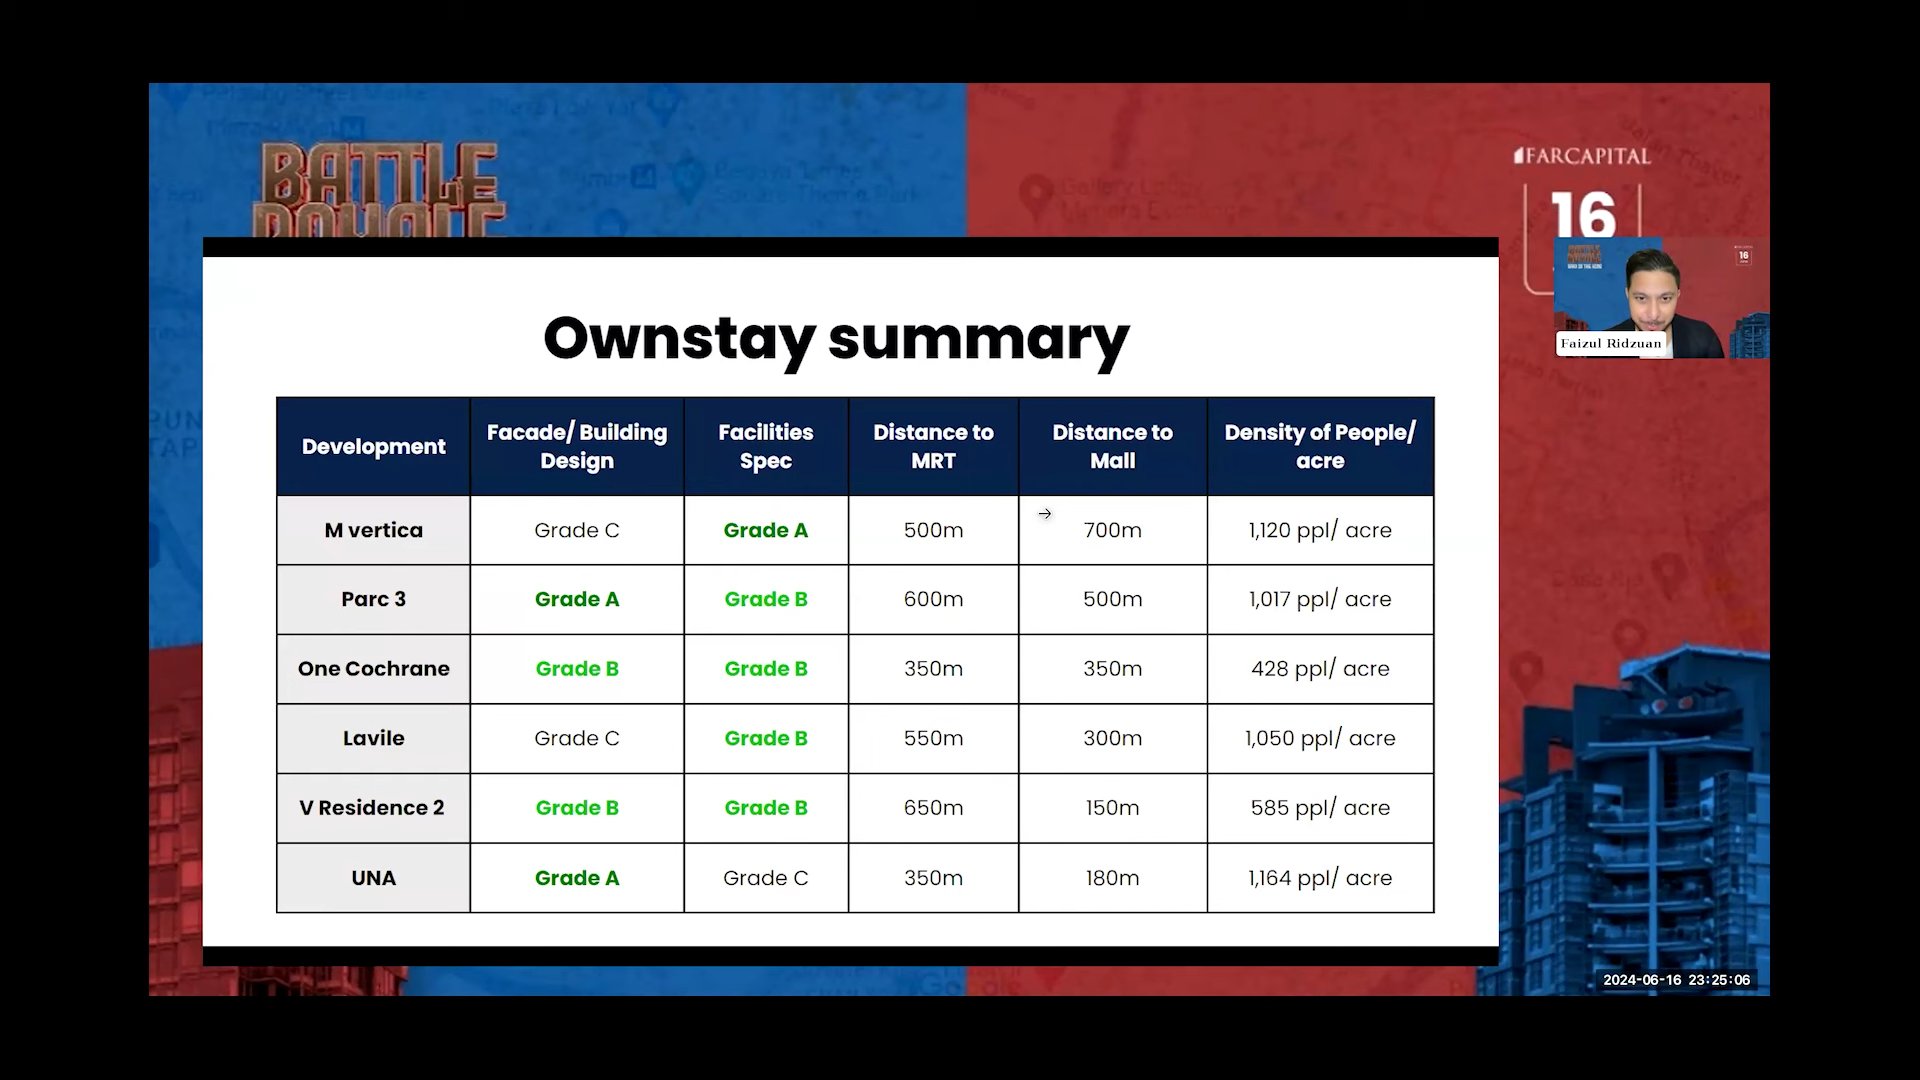 BATTLE
ROYALE
FARCAPITAL
16
16
Faizul Ridzuan
Ownstay summary
Development
Facade/ Building
Design
Facilities
Spec
Distance to
MRT
Distance to
Mall
Density of People/
acre
M vertica
Grade C
Grade A
500m
700m
1,120 ppl/ acre
Parc 3
Grade A
Grade B
600m
500m
1,017 ppl/ acre
One Cochrane
Grade B
Grade B
350m
350m
428 ppl/ acre
Lavile
Grade C
Grade B
550m
300m
1,050 ppl/ acre
V Residence 2
Grade B
Grade B
650m
150m
585 ppl/ acre
UNA
Grade A
Grade C
350m
180m
1,164 ppl/ acre
2024-06-16 23:25:06